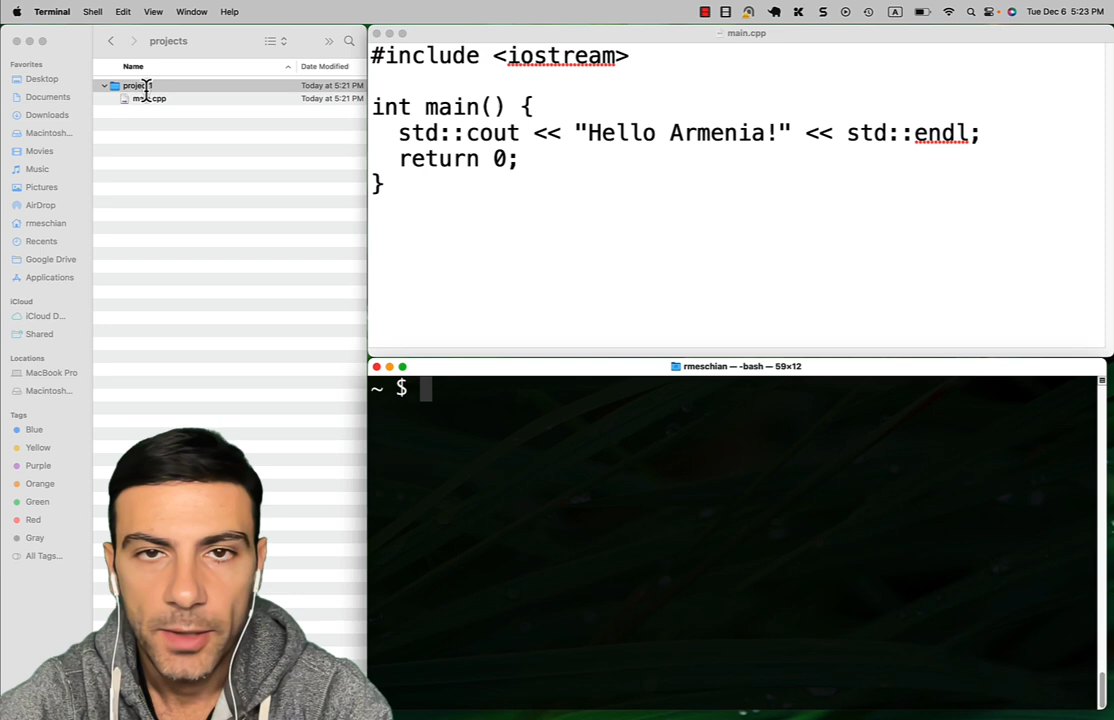 Terminal Shell Edit View Window Help
A
Tue Dec 6 5:23 PM
projects
Name
Date Modified
Today at 5:21 PM
Today at 5:21 PM
Favorites
Desktop
Documents
Downloads
Macintosh...
Movies
Music
Pictures
AirDrop
rmeschian
Recents
Google Drive
Applications
iCloud
iCloud D...
Shared
Locations
MacBook Pro
Macintosh...
Tags
Blue
Yellow
Purple
Orange
Green
Red
Gray
All Tags...
main.cpp
#include <iostream>
int main() {
std::cout << "Hello Armenia!" << std::endl;
return 0;
}
rmeschian — -bash — 59×12
~ $